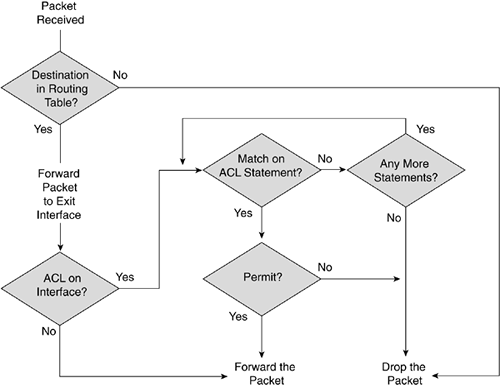 Packet
Received
Destination
in Routing
Table?
No
Yes
Forward
Packet
to Exit
Interface
ACL on
Interface?
Yes
No
Match on
ACL Statement?
No
Yes
Any More
Statements?
Yes
No
Permit?
No
Yes
Forward the
Packet
Drop the
Packet